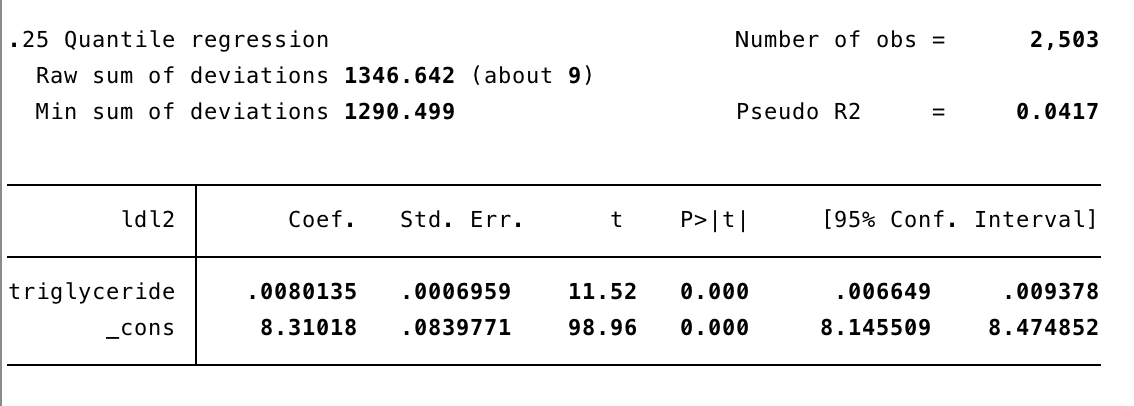 .25 Quantile regression Number of obs = 2,503
Raw sum of deviations 1346.642 (about 9)
Min sum of deviations 1290.499 Pseudo R2 = 0.0417
ldl2 Coef. Std. Err. t P>|t| [95% Conf. Interval]
triglyceride .0080135 .0006959 11.52 0.000 .006649 .009378
_cons 8.31018 .0839771 98.96 0.000 8.145509 8.474852